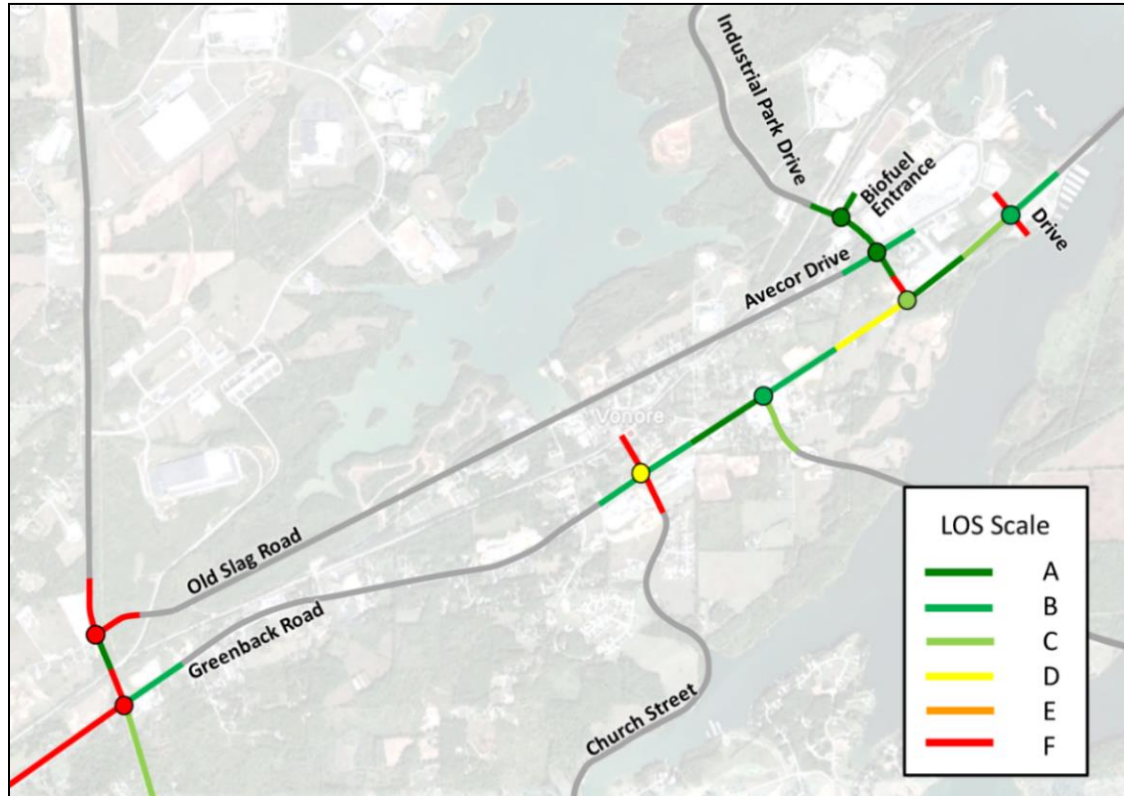 Industrial Park Drive
Biofuel
Entrance
Drive
Avecor Drive
Vonore
Old Slag Road
Greenback Road
Church Street
LOS Scale
A
B
C
D
E
F